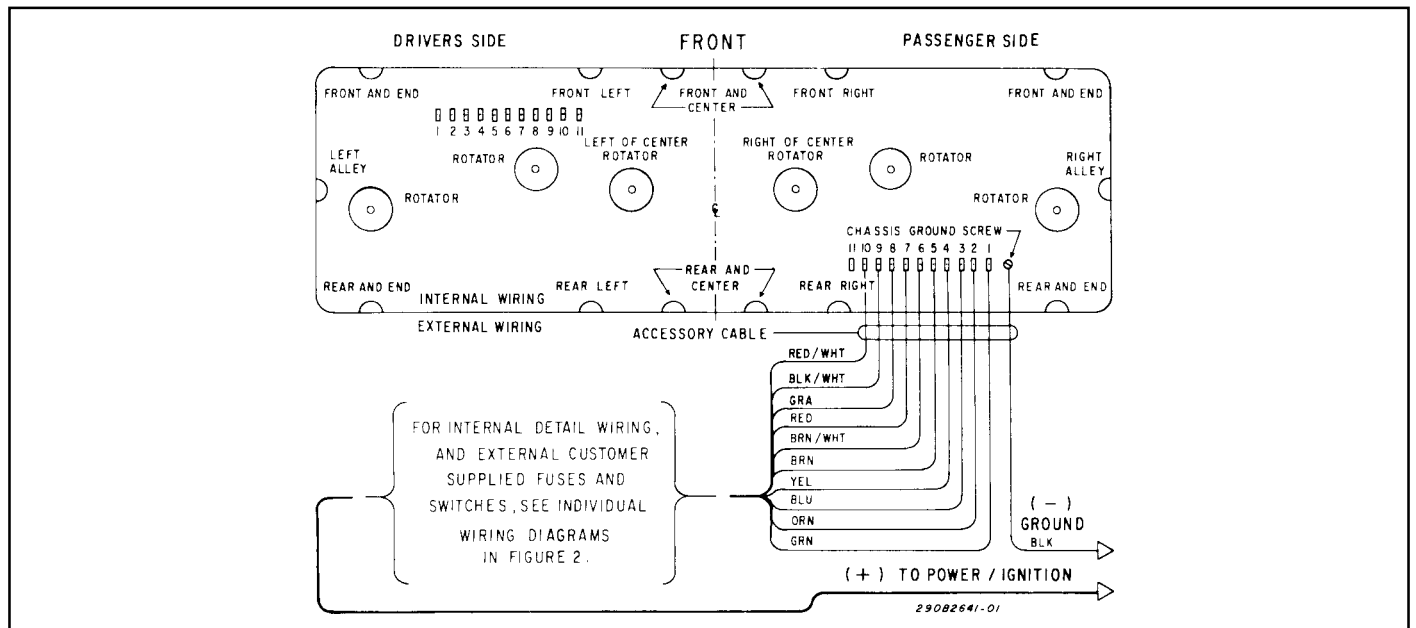 DRIVERS SIDE
FRONT
PASSENGER SIDE
FRONT AND END
FRONT LEFT
FRONT AND
CENTER
FRONT RIGHT
FRONT AND END
1 2 3 4 5 6 7 8 9 10 11
LEFT
ALLEY
ROTATOR
ROTATOR
LEFT OF CENTER
ROTATOR
RIGHT OF CENTER
ROTATOR
ROTATOR
RIGHT
ALLEY
ROTATOR
℄
CHASSIS GROUND SCREW
11 10 9 8 7 6 5 4 3 2 1
REAR AND END
INTERNAL WIRING
REAR LEFT
REAR AND
CENTER
REAR RIGHT
REAR AND END
EXTERNAL WIRING
ACCESSORY CABLE
RED/WHT
BLK/WHT
GRA
RED
BRN/WHT
BRN
YEL
BLU
ORN
GRN
FOR INTERNAL DETAIL WIRING,
AND EXTERNAL CUSTOMER
SUPPLIED FUSES AND
SWITCHES, SEE INDIVIDUAL
WIRING DIAGRAMS
IN FIGURE 2.
(-)
GROUND
BLK
(+) TO POWER / IGNITION
290B2641-01